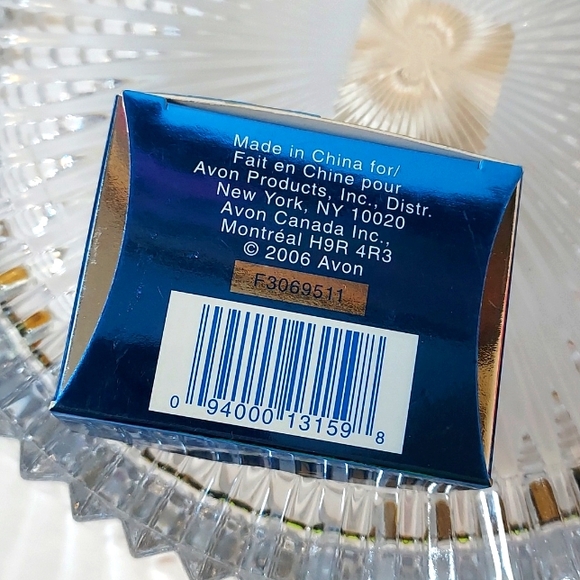 Made in China for/
Fait en Chine pour
Avon Products, Inc., Distr.
New York, NY 10020
Avon Canada Inc.,
Montréal H9R 4R3
© 2006 Avon
F3069511
0 94000 13159 8